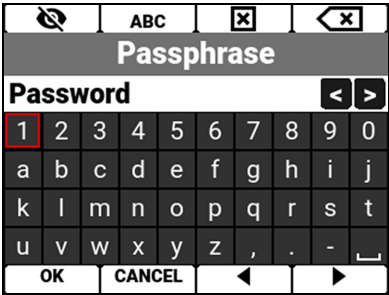 ABC
Passphrase
Password < >
1 2 3 4 5 6 7 8 9 0
a b c d e f g h i j
k l m n o p q r s t
u v w x y z , . -
OK CANCEL